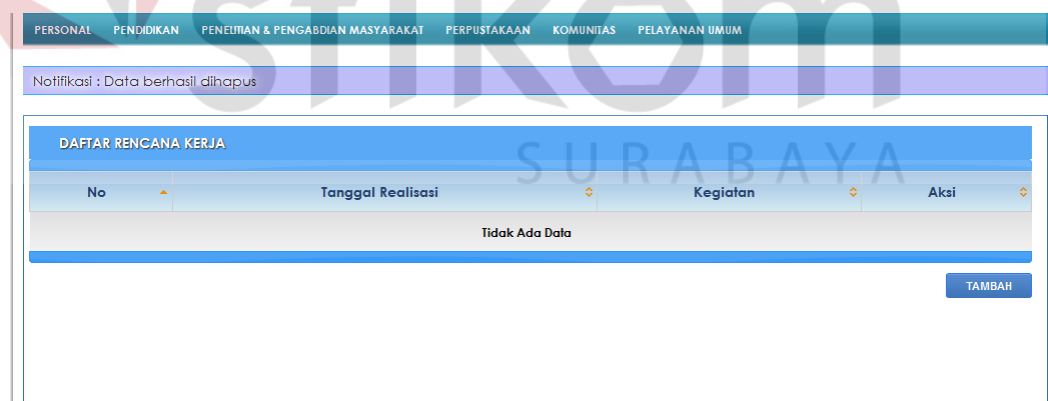 PERSONAL PENDIDIKAN PENELITIAN & PENGABDIAN MASYARAKAT PERPUSTAKAAN KOMUNITAS PELAYANAN UMUM
stikom
Notifikasi : Data berhasil dihapus
DAFTAR RENCANA KERJA
SURABAYA
No Tanggal Realisasi Kegiatan Aksi
Tidak Ada Data
TAMBAH